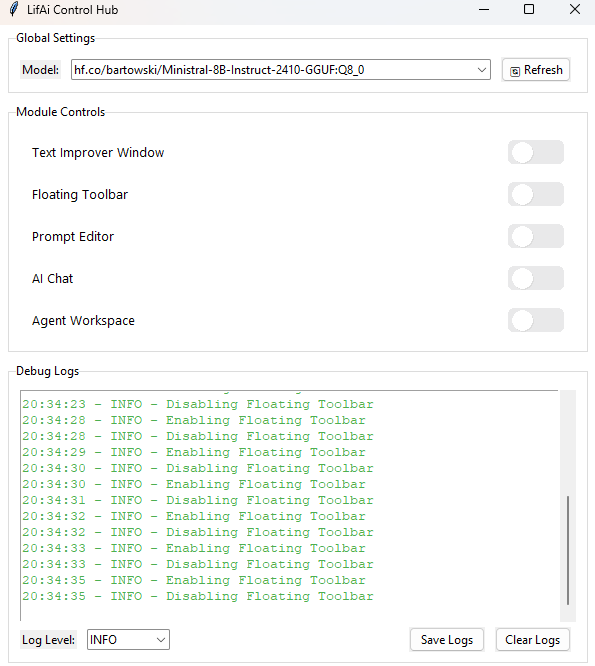 LifAi Control Hub
Global Settings
Model: hf.co/bartowski/Ministral-8B-Instruct-2410-GGUF:Q8_0 Refresh
Module Controls
Text Improver Window
Floating Toolbar
Prompt Editor
AI Chat
Agent Workspace
Debug Logs
20:34:23 - INFO - Disabling Floating Toolbar
20:34:28 - INFO - Enabling Floating Toolbar
20:34:28 - INFO - Disabling Floating Toolbar
20:34:29 - INFO - Enabling Floating Toolbar
20:34:30 - INFO - Disabling Floating Toolbar
20:34:30 - INFO - Enabling Floating Toolbar
20:34:31 - INFO - Disabling Floating Toolbar
20:34:32 - INFO - Enabling Floating Toolbar
20:34:32 - INFO - Disabling Floating Toolbar
20:34:33 - INFO - Enabling Floating Toolbar
20:34:33 - INFO - Disabling Floating Toolbar
20:34:35 - INFO - Enabling Floating Toolbar
20:34:35 - INFO - Disabling Floating Toolbar
Log Level: INFO Save Logs Clear Logs